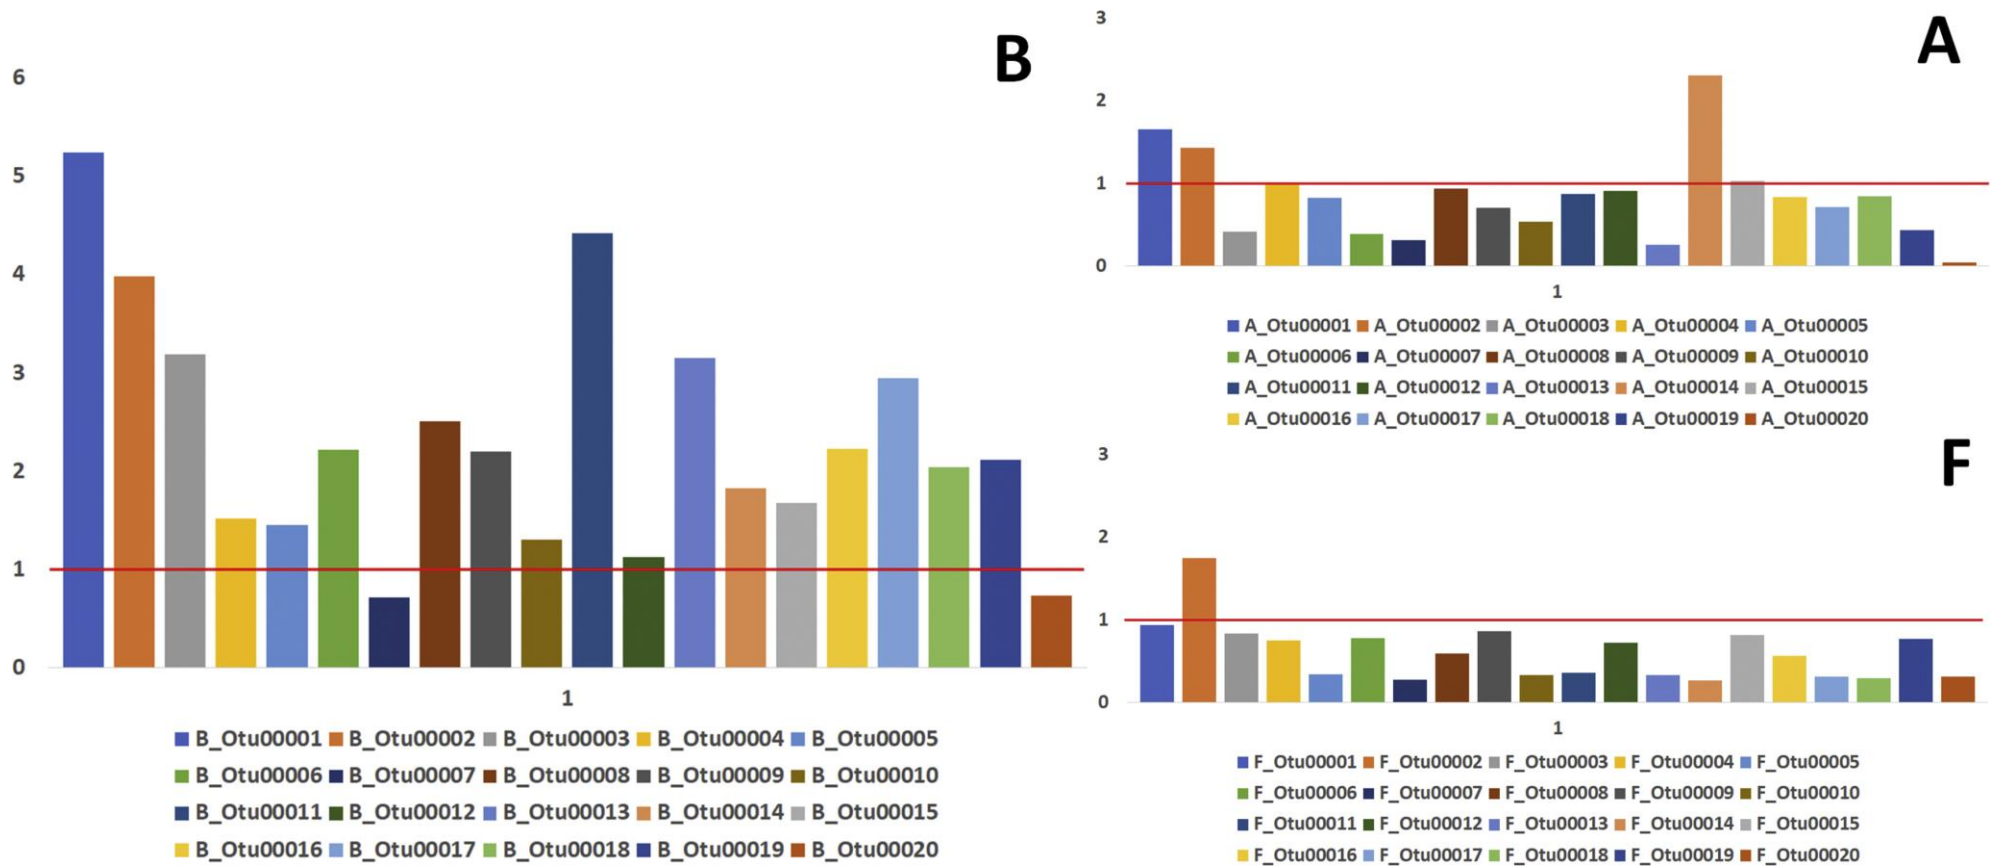 B
6
5
4
3
2
1
0
1
B_Otu00001 B_Otu00002 B_Otu00003 B_Otu00004 B_Otu00005
B_Otu00006 B_Otu00007 B_Otu00008 B_Otu00009 B_Otu00010
B_Otu00011 B_Otu00012 B_Otu00013 B_Otu00014 B_Otu00015
B_Otu00016 B_Otu00017 B_Otu00018 B_Otu00019 B_Otu00020
A
3
2
1
0
1
A_Otu00001 A_Otu00002 A_Otu00003 A_Otu00004 A_Otu00005
A_Otu00006 A_Otu00007 A_Otu00008 A_Otu00009 A_Otu00010
A_Otu00011 A_Otu00012 A_Otu00013 A_Otu00014 A_Otu00015
A_Otu00016 A_Otu00017 A_Otu00018 A_Otu00019 A_Otu00020
F
3
2
1
0
1
F_Otu00001 F_Otu00002 F_Otu00003 F_Otu00004 F_Otu00005
F_Otu00006 F_Otu00007 F_Otu00008 F_Otu00009 F_Otu00010
F_Otu00011 F_Otu00012 F_Otu00013 F_Otu00014 F_Otu00015
F_Otu00016 F_Otu00017 F_Otu00018 F_Otu00019 F_Otu00020